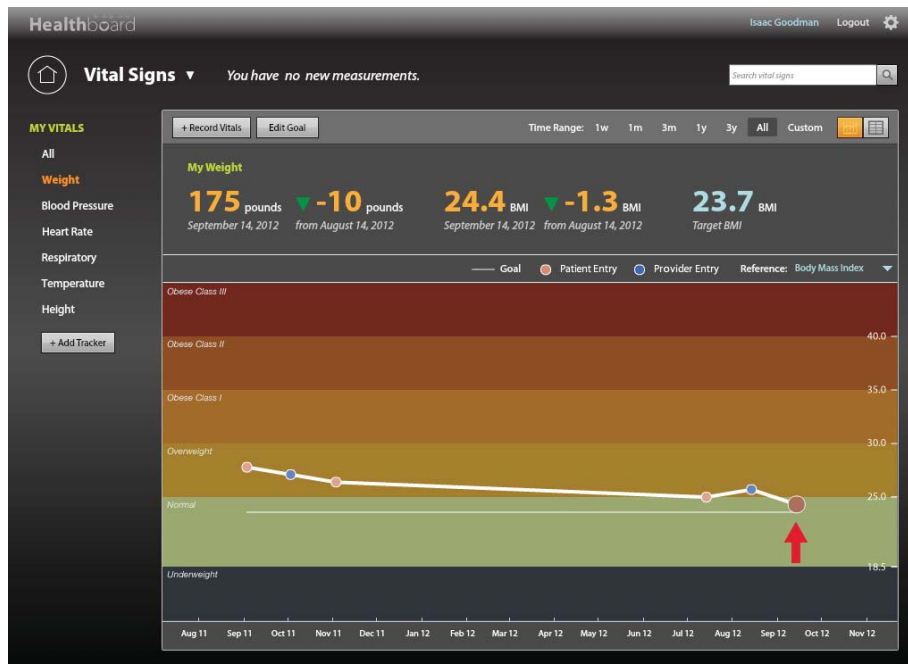 Healthboard
Isaac Goodman Logout
Vital Signs ▼ You have no new measurements.
Search vital signs
MY VITALS
All
Weight
Blood Pressure
Heart Rate
Respiratory
Temperature
Height
+ Add Tracker
+ Record Vitals Edit Goal Time Range: 1w 1m 3m 1y 3y All Custom
My Weight
175 pounds ▼ -10 pounds 24.4 BMI ▼ -1.3 BMI 23.7 BMI
September 14, 2012 from August 14, 2012 September 14, 2012 from August 14, 2012 Target BMI
Goal Patient Entry Provider Entry Reference: Body Mass Index
Obese Class III
40.0
Obese Class II
35.0
Obese Class I
30.0
Overweight
25.0
Normal
18.5
Underweight
Aug 11 Sep 11 Oct 11 Nov 11 Dec 11 Jan 12 Feb 12 Mar 12 Apr 12 May 12 Jun 12 Jul 12 Aug 12 Sep 12 Oct 12 Nov 12